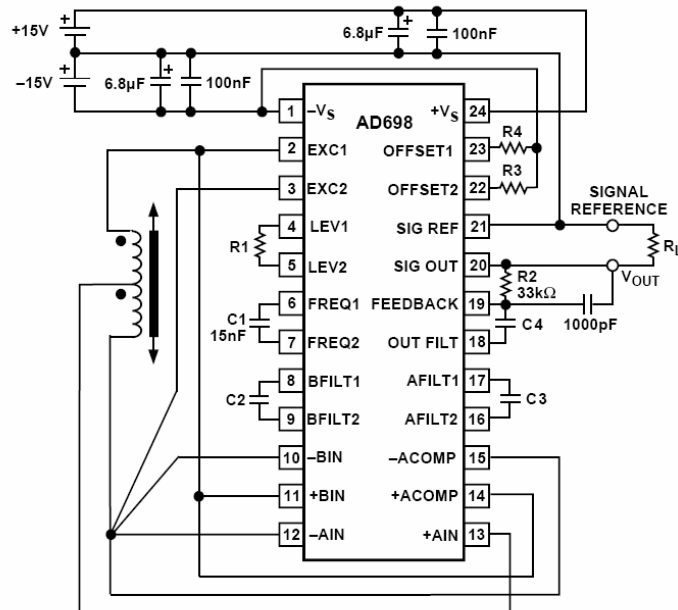 +15V
6.8µF
100nF
–15V
6.8µF
100nF
AD698
1
–VS
+VS
24
2
EXC1
OFFSET1
23
R4
3
EXC2
OFFSET2
22
R3
SIGNAL
REFERENCE
4
LEV1
SIG REF
21
R1
RL
5
LEV2
SIG OUT
20
VOUT
R2
33kΩ
6
FREQ1
FEEDBACK
19
C1
15nF
C4
1000pF
7
FREQ2
OUT FILT
18
8
BFILT1
AFILT1
17
C2
C3
9
BFILT2
AFILT2
16
10
–BIN
–ACOMP
15
11
+BIN
+ACOMP
14
12
–AIN
+AIN
13